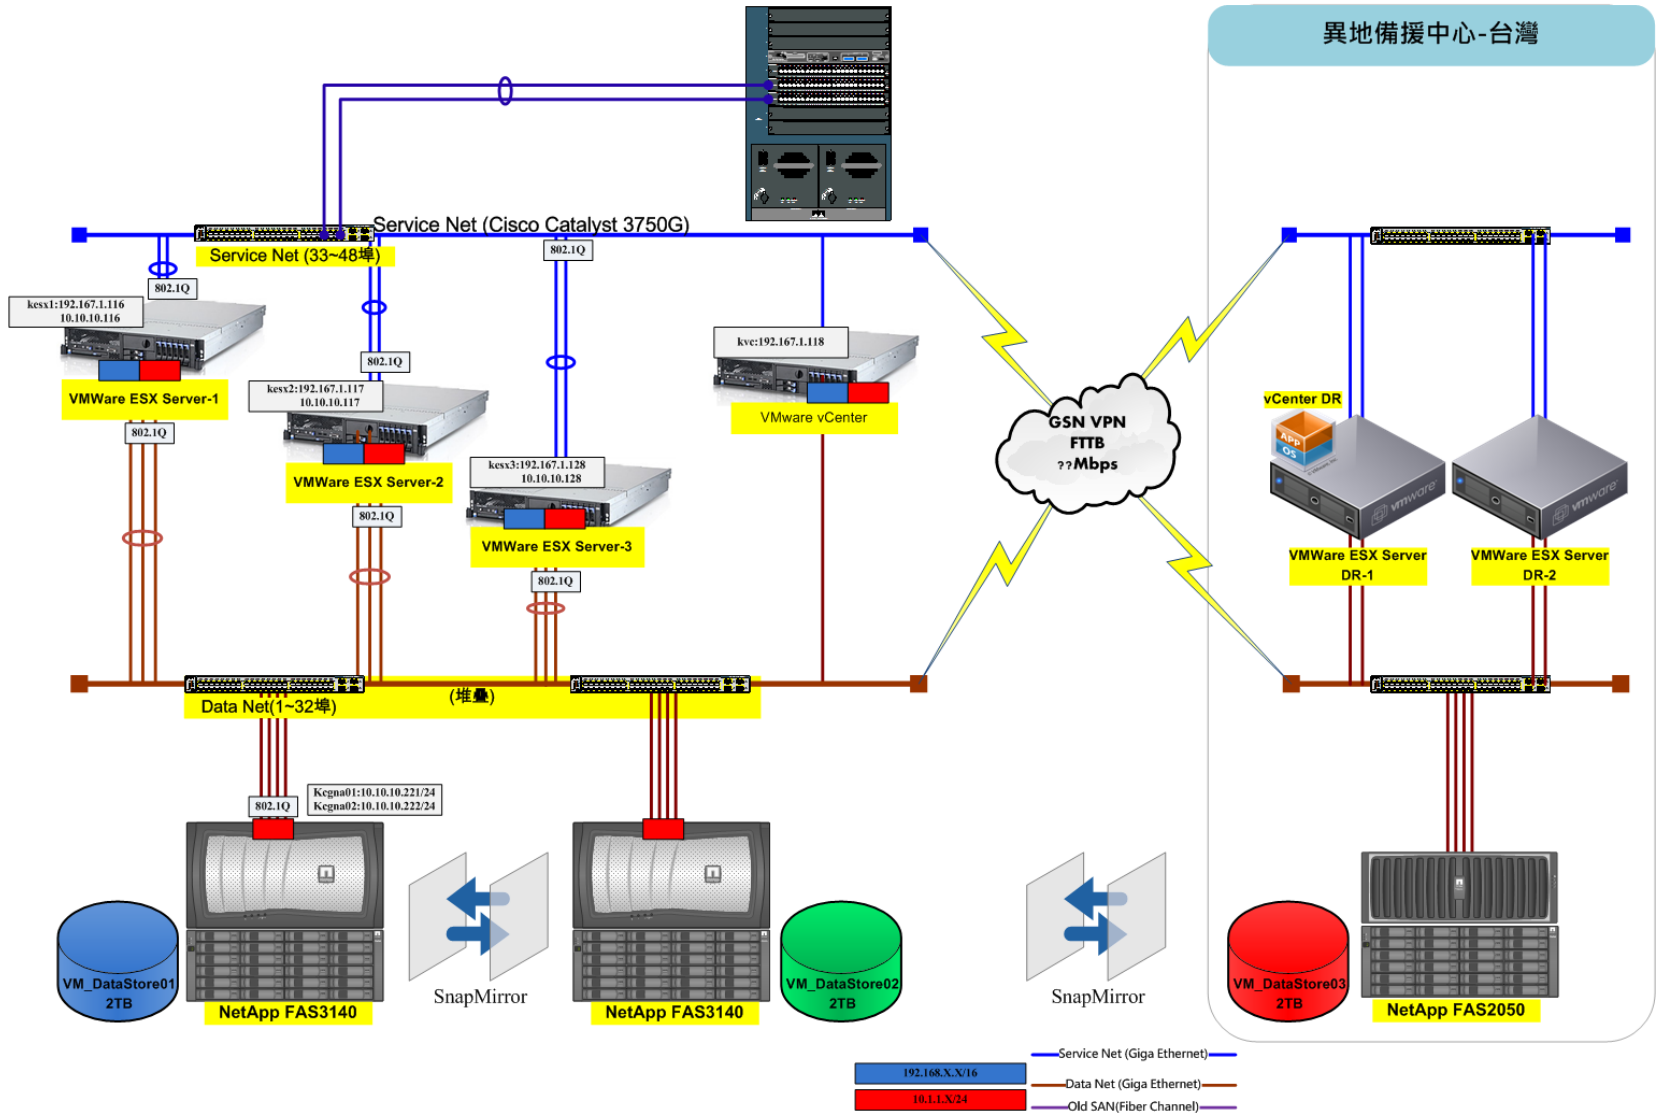 異地備援中心-台灣
Service Net (Cisco Catalyst 3750G)
Service Net (33~48埠)
802.1Q
802.1Q
kesx1:192.167.1.116
10.10.10.116
VMWare ESX Server-1
802.1Q
802.1Q
kesx2:192.167.1.117
10.10.10.117
VMWare ESX Server-2
802.1Q
kesx3:192.167.1.128
10.10.10.128
VMWare ESX Server-3
802.1Q
kvc:192.167.1.118
VMware vCenter
GSN VPN
FTTB
??Mbps
vCenter DR
APP
OS
vmware
vmware
VMWare ESX Server
DR-1
VMWare ESX Server
DR-2
Data Net(1~32埠)
(堆疊)
802.1Q
Kcgna01:10.10.10.221/24
Kcgna02:10.10.10.222/24
VM_DataStore01
2TB
NetApp FAS3140
SnapMirror
NetApp FAS3140
VM_DataStore02
2TB
SnapMirror
VM_DataStore03
2TB
NetApp FAS2050
192.168.X.X/16
10.1.1.X/24
Service Net (Giga Ethernet)
Data Net (Giga Ethernet)
Old SAN(Fiber Channel)